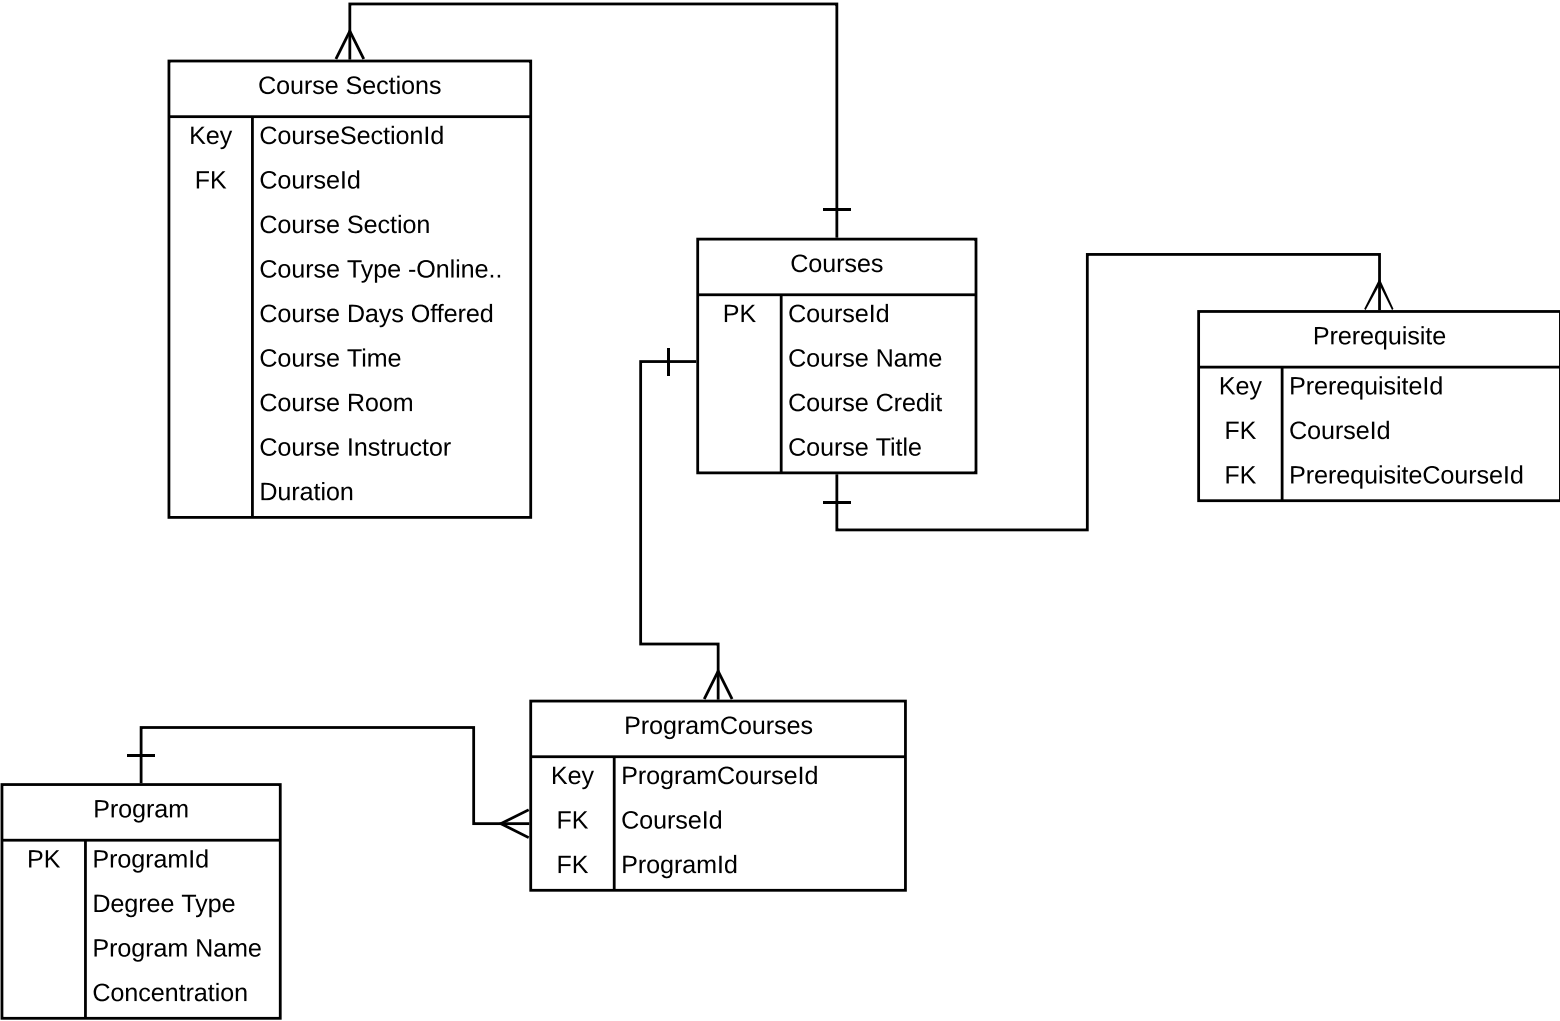 Course Sections
Key CourseSectionId
FK CourseId
Course Section
Course Type -Online..
Course Days Offered
Course Time
Course Room
Course Instructor
Duration
Courses
PK CourseId
Course Name
Course Credit
Course Title
Prerequisite
Key PrerequisiteId
FK CourseId
FK PrerequisiteCourseId
ProgramCourses
Key ProgramCourseId
FK CourseId
FK ProgramId
Program
PK ProgramId
Degree Type
Program Name
Concentration